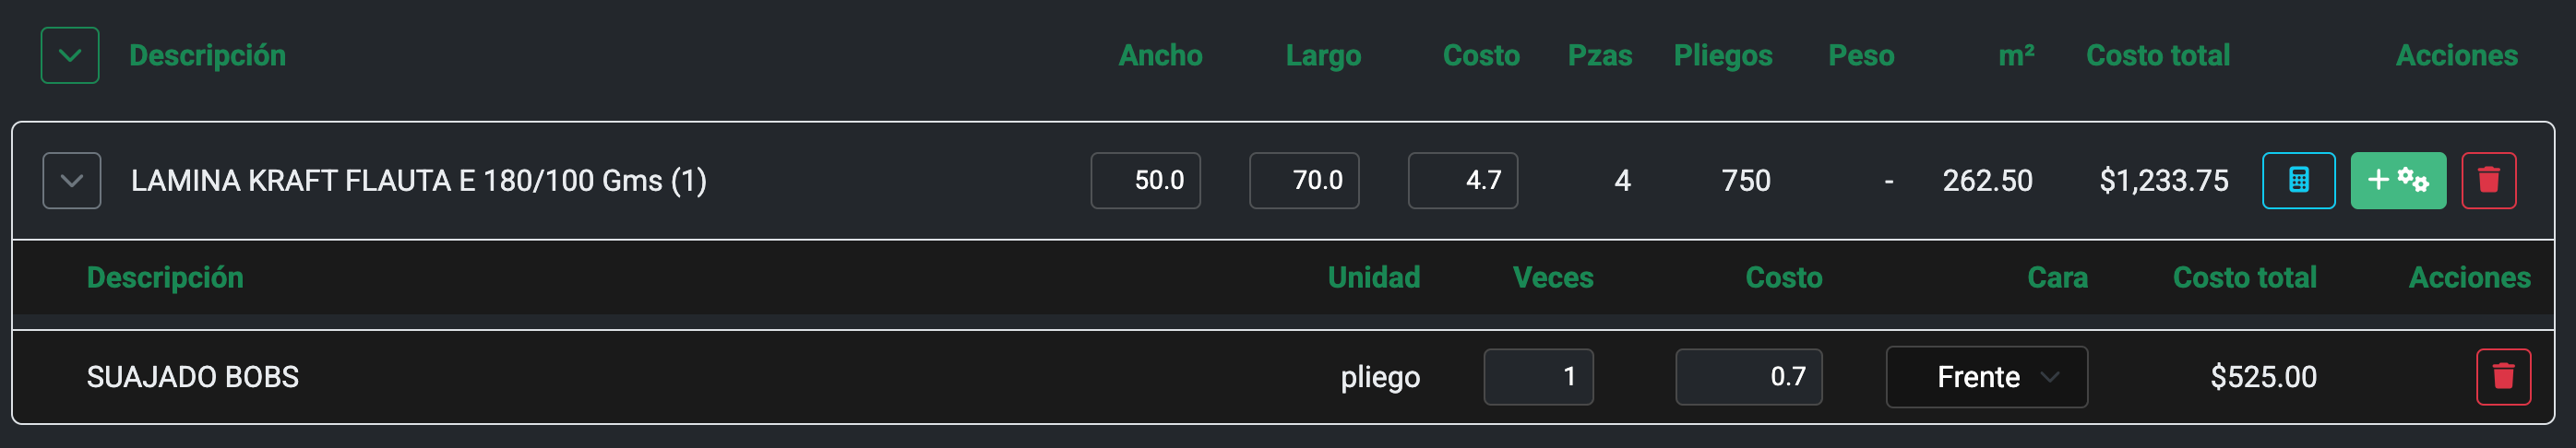 Descripción Ancho Largo Costo Pzas Pliegos Peso m² Costo total Acciones
LAMINA KRAFT FLAUTA E 180/100 Gms (1) 50.0 70.0 4.7 4 750 - 262.50 $1,233.75 +
Descripción Unidad Veces Costo Cara Costo total Acciones
SUAJADO BOBS pliego 1 0.7 Frente $525.00